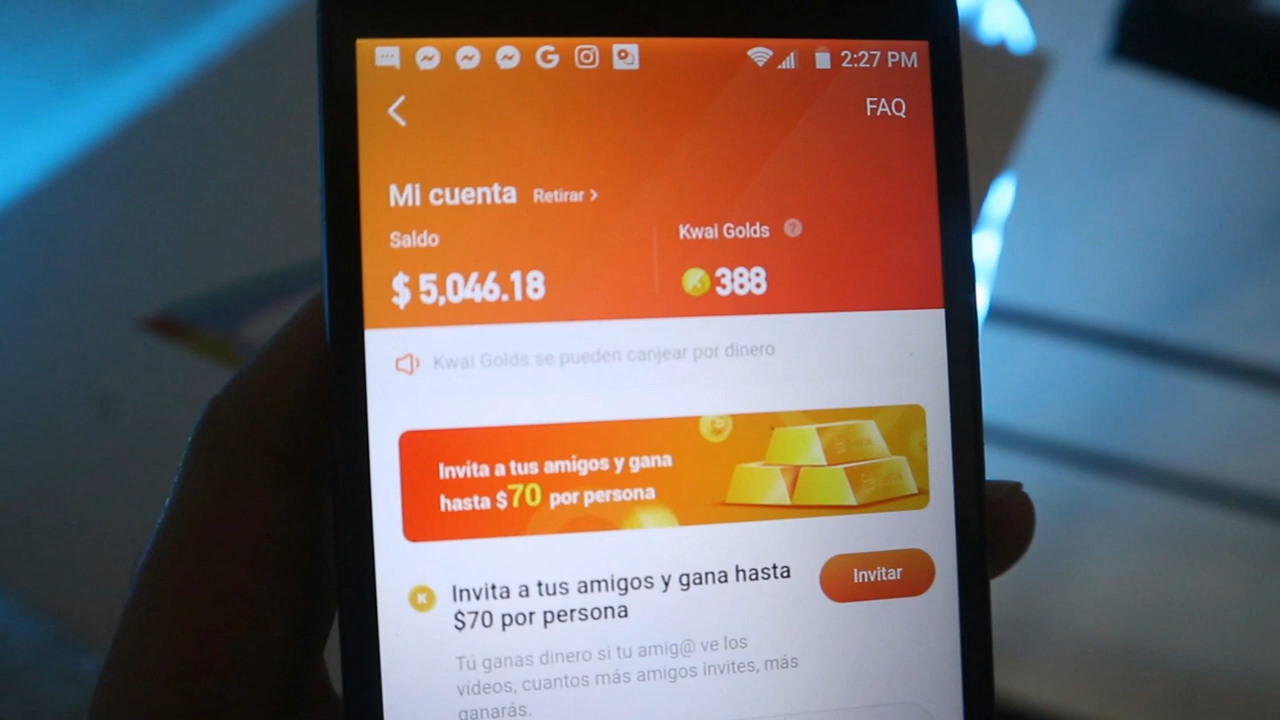 2:27 PM
FAQ
Mi cuenta Retirar >
Saldo
$ 5,046.18
Kwai Golds ?
K 388
Kwai Golds se pueden canjear por dinero
Invita a tus amigos y gana
hasta $70 por persona
K Invita a tus amigos y gana hasta
$70 por persona
Invitar
Tú ganas dinero si tu amig@ ve los
vídeos, cuantos más amigos invites, más
ganarás.